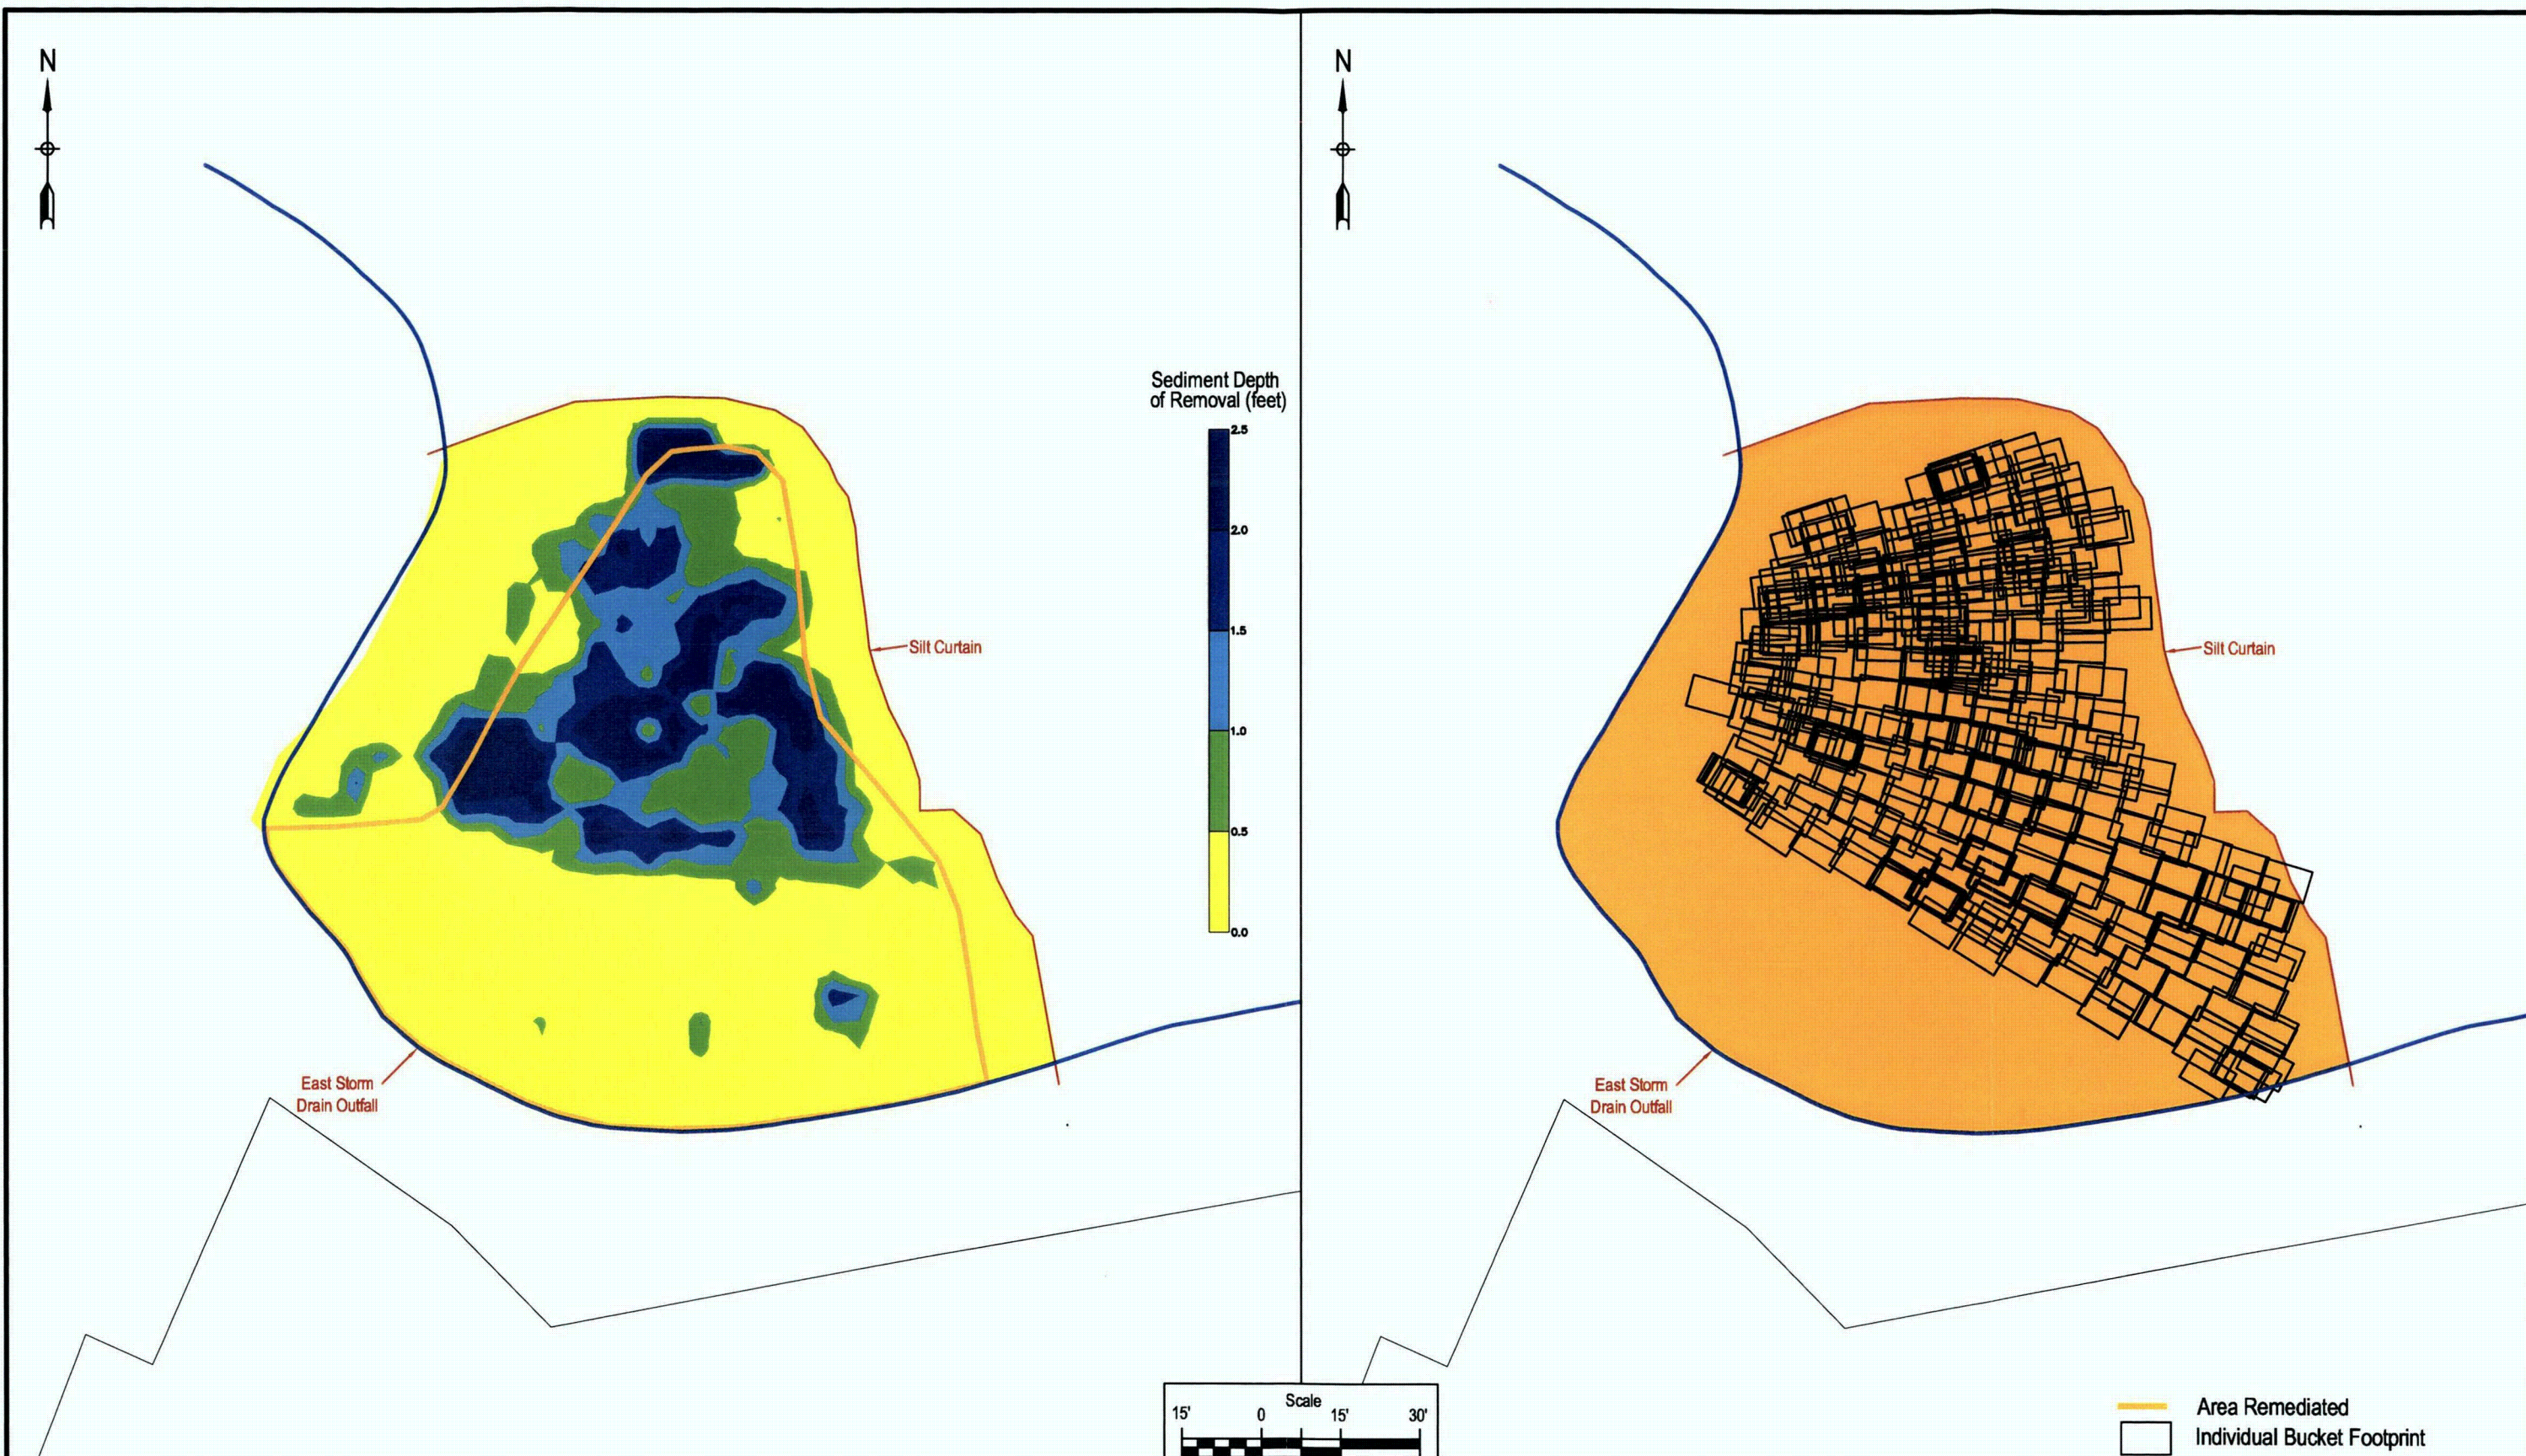 N
Sediment Depth
of Removal (feet)
2.5
2.0
1.5
1.0
0.5
0.0
Silt Curtain
East Storm
Drain Outfall
N
Silt Curtain
East Storm
Drain Outfall
Scale
15' 0 15' 30'
Area Remediated
Individual Bucket Footprint